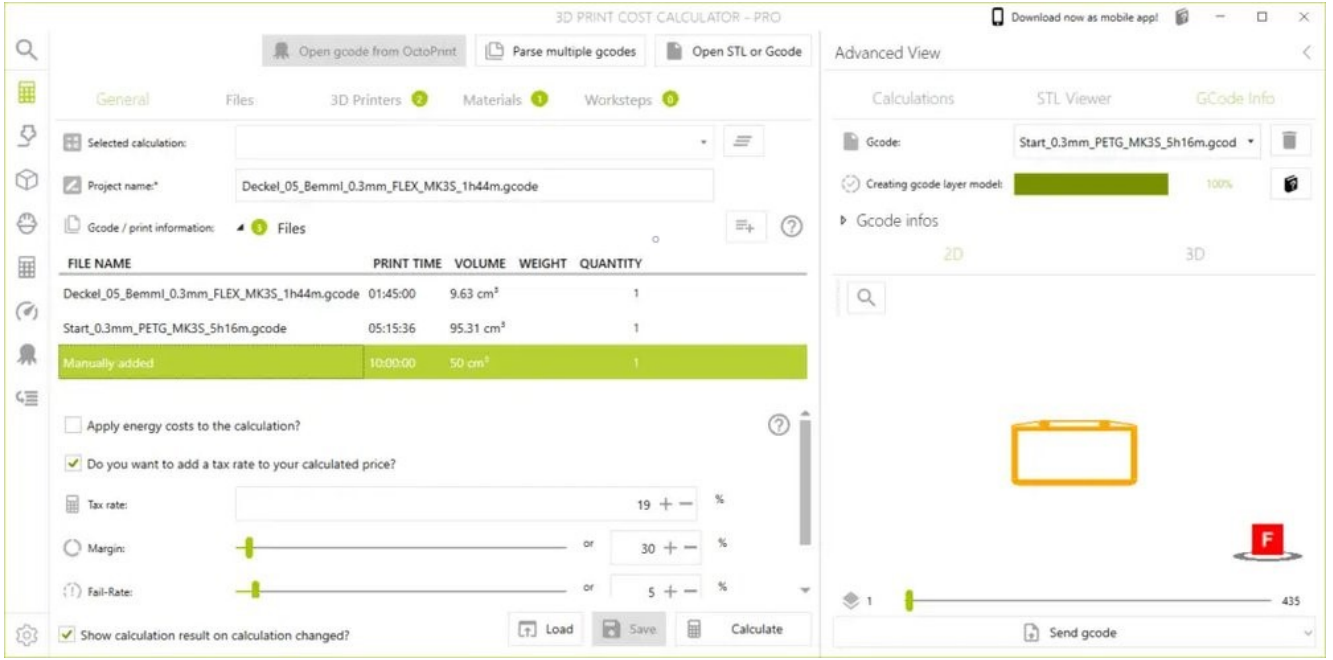 3D PRINT COST CALCULATOR – PRO
Download now as mobile app!
Open gcode from OctoPrint
Parse multiple gcodes
Open STL or Gcode
General
Files
3D Printers 2
Materials 1
Worksteps 0
Selected calculation:
Project name:*
Deckel_05_Bemml_0.3mm_FLEX_MK3S_1h44m.gcode
Gcode / print information:
3 Files
FILE NAME PRINT TIME VOLUME WEIGHT QUANTITY
Deckel_05_Bemml_0.3mm_FLEX_MK3S_1h44m.gcode 01:45:00 9.63 cm³ 1
Start_0.3mm_PETG_MK3S_5h16m.gcode 05:15:36 95.31 cm³ 1
Manually added 10:00:00 50 cm³ 1
Apply energy costs to the calculation?
Do you want to add a tax rate to your calculated price?
Tax rate: 19 + − %
Margin: or 30 + − %
Fail-Rate: or 5 + − %
Show calculation result on calculation changed?
Load
Save
Calculate
Advanced View
Calculations
STL Viewer
GCode Info
Gcode:
Start_0.3mm_PETG_MK3S_5h16m.gcod
Creating gcode layer model:
100%
Gcode infos
2D
3D
F
1
435
Send gcode